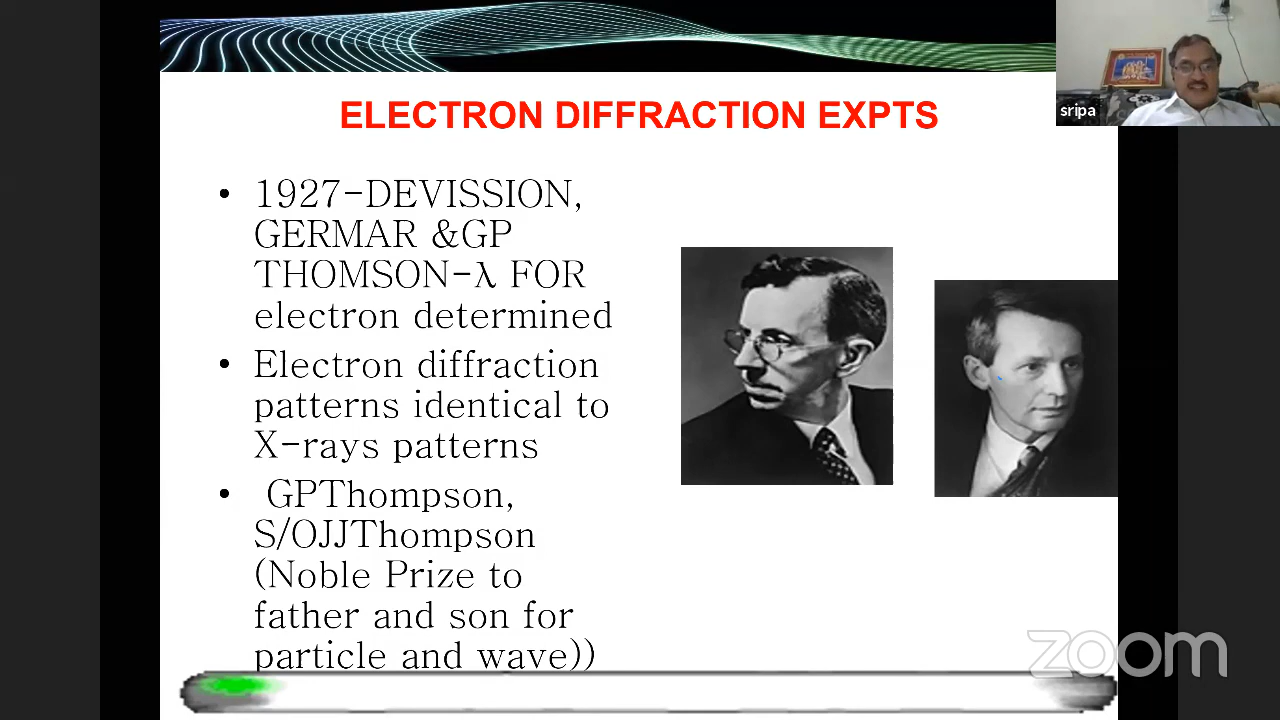 ELECTRON DIFFRACTION EXPTS
• 1927-DEVISSION,
GERMAR &GP
THOMSON-λ FOR
electron determined
• Electron diffraction
patterns identical to
X-rays patterns
• GPThompson,
S/OJJThompson
(Noble Prize to
father and son for
particle and wave))
sripa
zoom